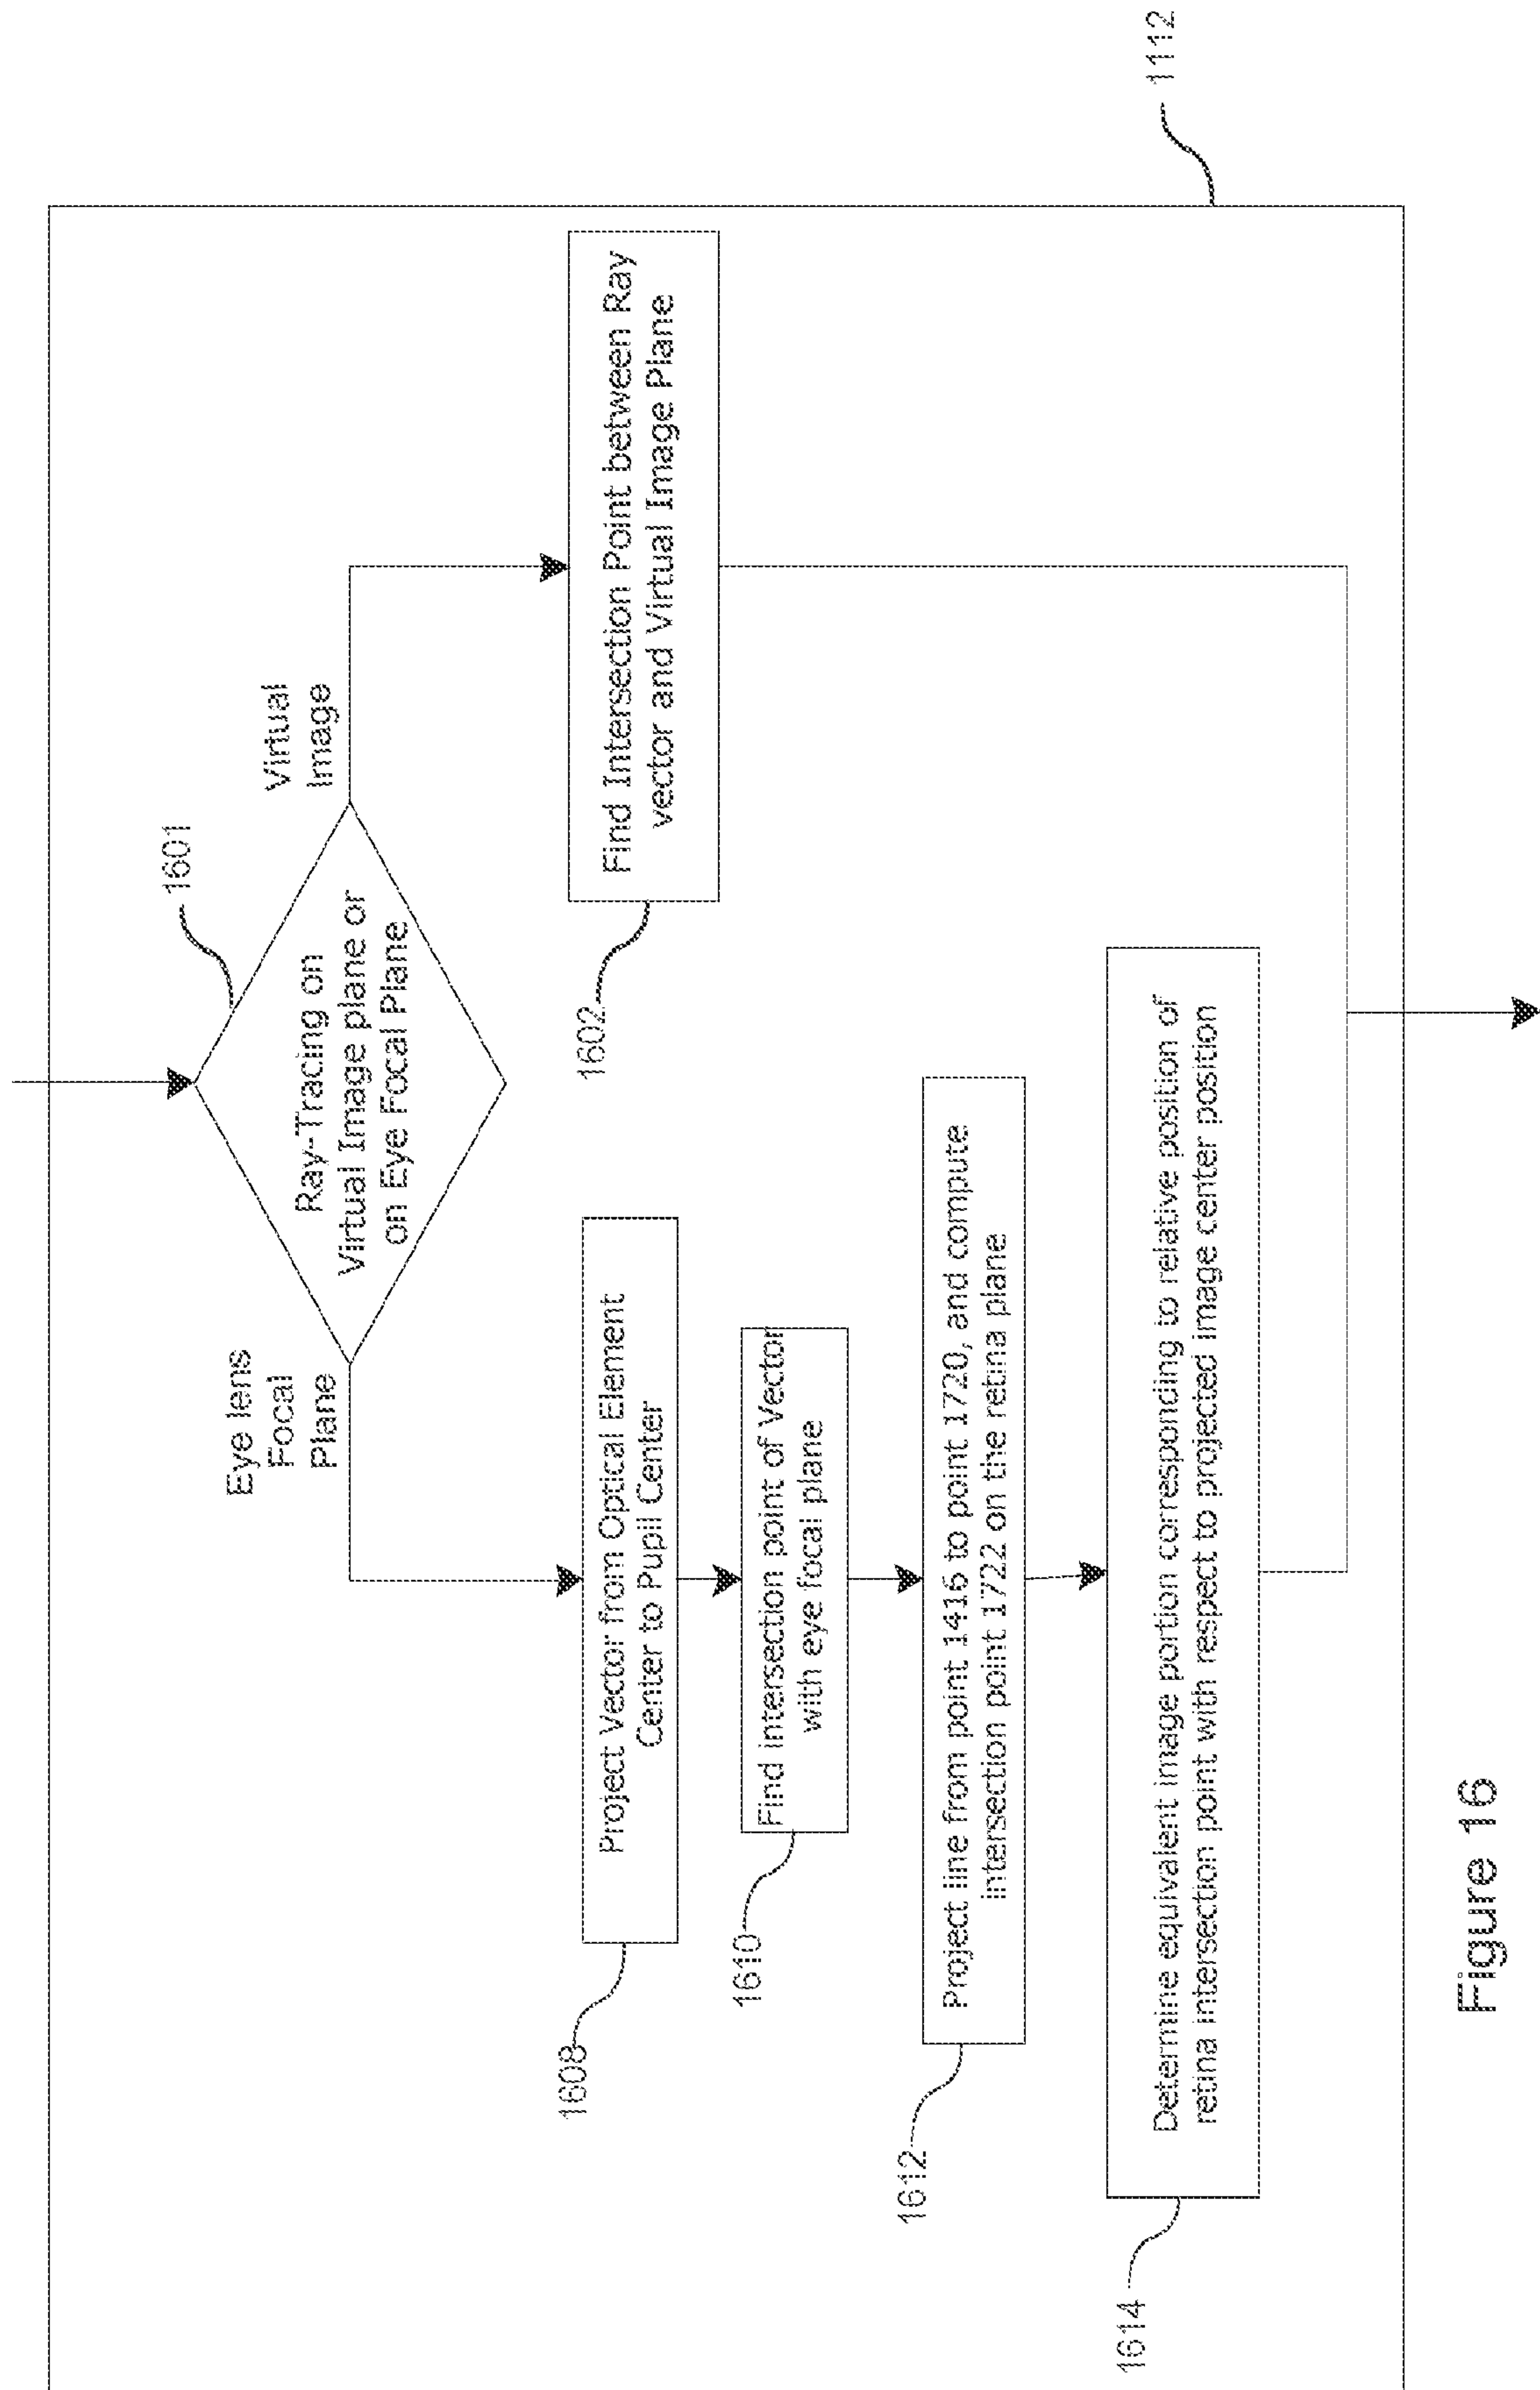 1601
Ray-Tracing on
Virtual Image plane or
on Eye Focal Plane
Eye lens
Focal
Plane
Virtual
Image
1608
Project Vector from Optical Element
Center to Pupil Center
1602
Find Intersection Point between Ray
vector and Virtual Image Plane
1610
Find intersection point of Vector
with eye focal plane
1612
Project line from point 1416 to point 1720, and compute
intersection point 1722 on the retina plane
1614
Determine equivalent image portion corresponding to relative position of
retina intersection point with respect to projected image center position
1112
Figure 16